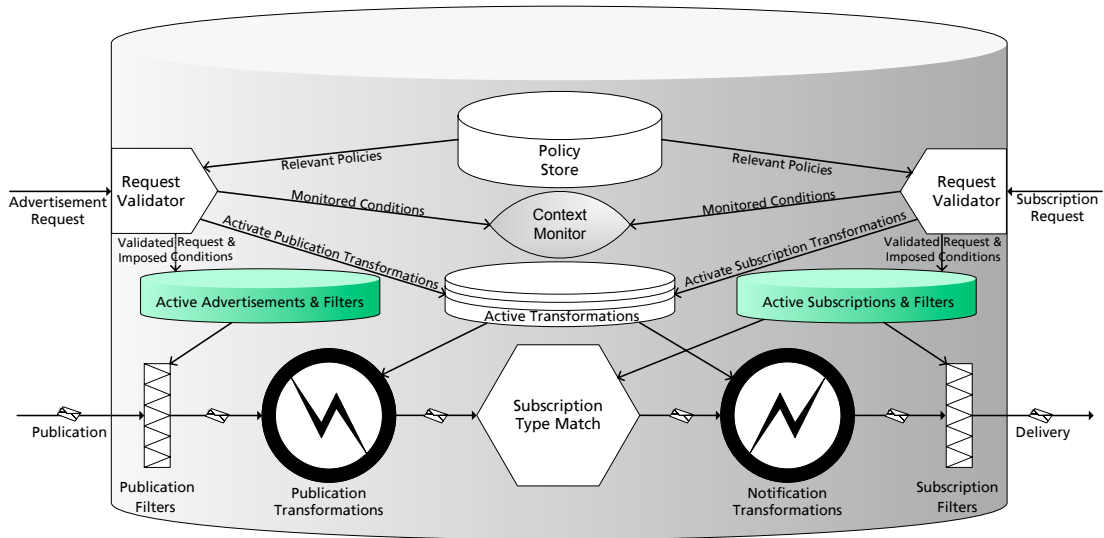 Policy
Store
Relevant Policies
Relevant Policies
Request
Validator
Request
Validator
Advertisement
Request
Subscription
Request
Monitored Conditions
Monitored Conditions
Context
Monitor
Activate Publication Transformations
Activate Subscription Transformations
Validated Request &
Imposed Conditions
Validated Request &
Imposed Conditions
Active Advertisements & Filters
Active Transformations
Active Subscriptions & Filters
Publication
Subscription
Type Match
Delivery
Publication
Filters
Publication
Transformations
Notification
Transformations
Subscription
Filters